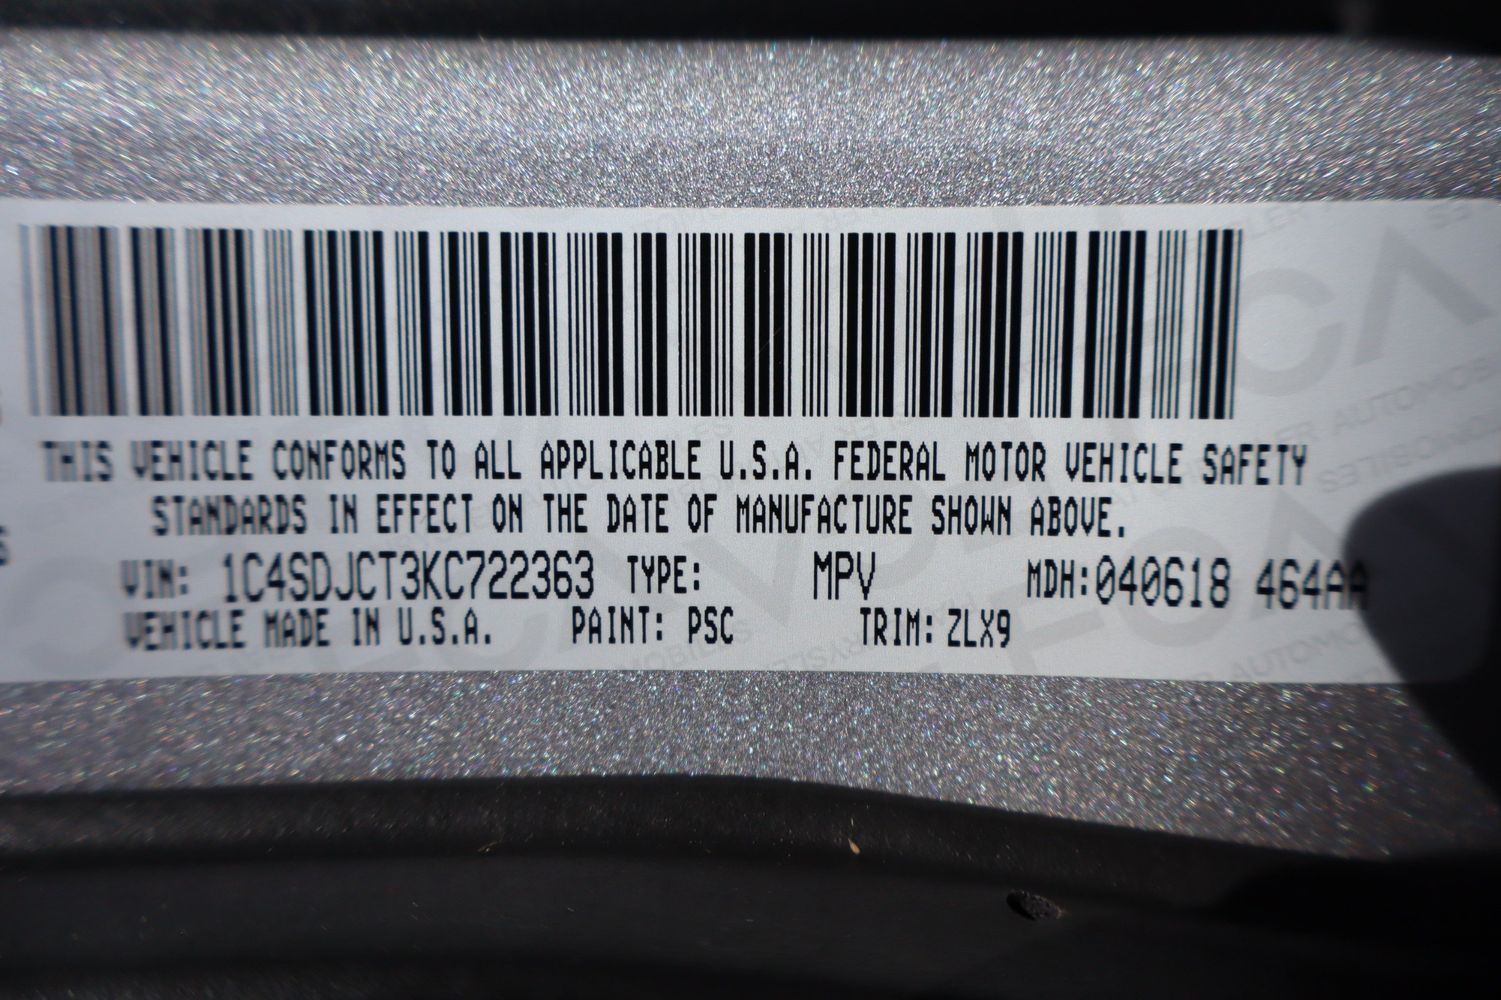 THIS VEHICLE CONFORMS TO ALL APPLICABLE U.S.A. FEDERAL MOTOR VEHICLE SAFETY
STANDARDS IN EFFECT ON THE DATE OF MANUFACTURE SHOWN ABOVE.
VIN: 1C4SDJCT3KC722363 TYPE: MPV MDH:040618 464AA
VEHICLE MADE IN U.S.A. PAINT: PSC TRIM: ZLX9